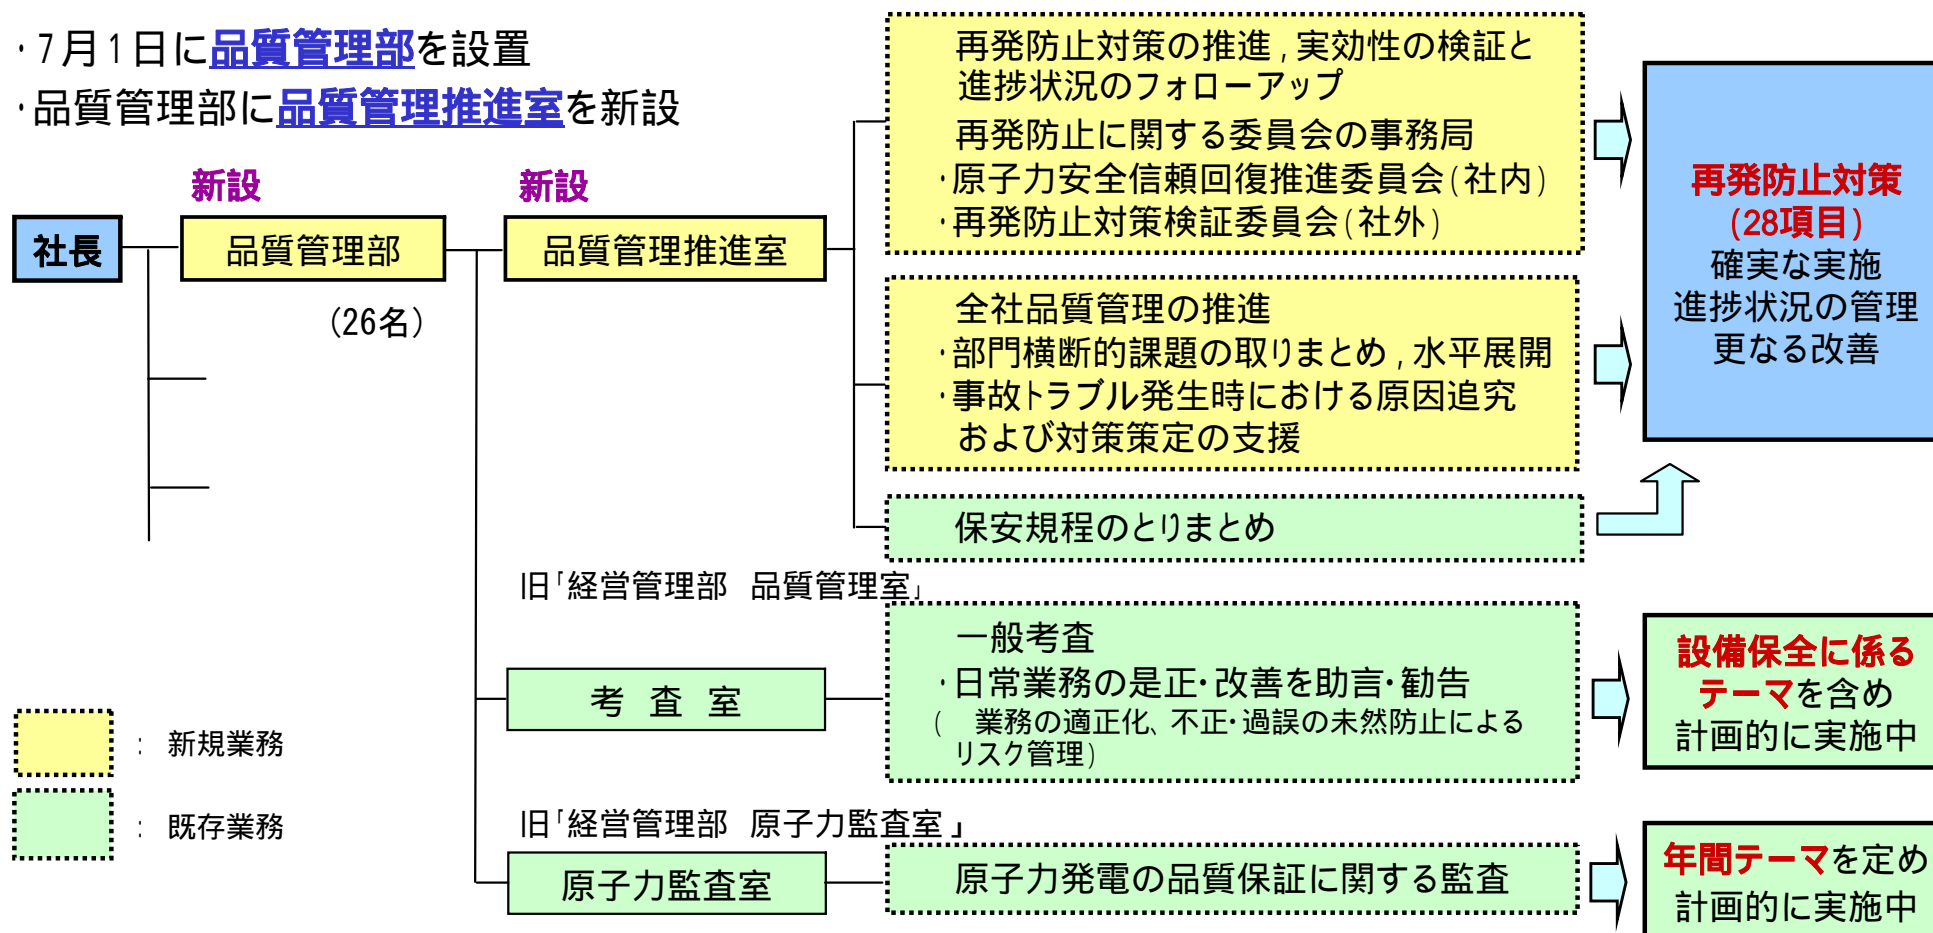 ・7月1日に品質管理部を設置
・品質管理部に品質管理推進室を新設
新設
新設
社長
品質管理部
(26名)
品質管理推進室
再発防止対策の推進,実効性の検証と
進捗状況のフォローアップ
再発防止に関する委員会の事務局
・原子力安全信頼回復推進委員会(社内)
・再発防止対策検証委員会(社外)
全社品質管理の推進
・部門横断的課題の取りまとめ,水平展開
・事故トラブル発生時における原因追究
および対策策定の支援
保安規程のとりまとめ
再発防止対策
(28項目)
確実な実施
進捗状況の管理
更なる改善
旧「経営管理部 品質管理室」
考 査 室
一般考査
・日常業務の是正・改善を助言・勧告
( 業務の適正化、不正・過誤の未然防止による
リスク管理)
設備保全に係る
テーマを含め
計画的に実施中
旧「経営管理部 原子力監査室」
原子力監査室
原子力発電の品質保証に関する監査
年間テーマを定め
計画的に実施中
: 新規業務
: 既存業務